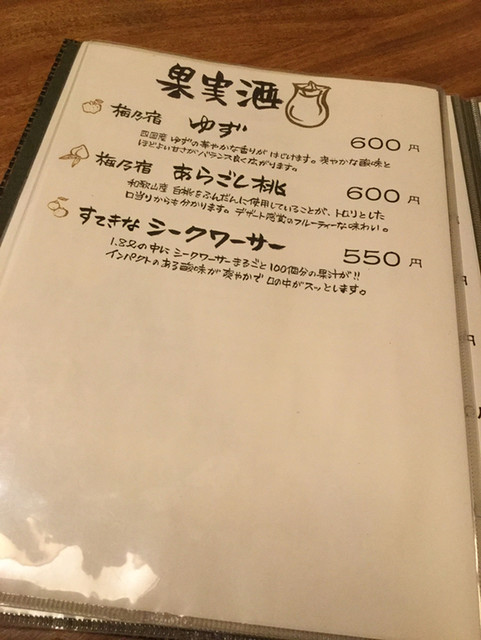 果実酒
梅乃宿 ゆず 600円
四国産 ゆずの華やかな香りが はじけます。爽やかな酸味と
ほどよい甘さがバランス良く広がります。
梅乃宿 あらごし桃 600円
和歌山産 白桃をふんだんに使用していることが、トロリとした
口当りからも分かります。デザート感覚のフルーティーな味わい。
すてきな シークワーサー 550円
1.8Lの中に シークワーサーまるごと100個分の果汁が!!
インパクトのある酸味が爽やかで 口の中がスッとします。
円